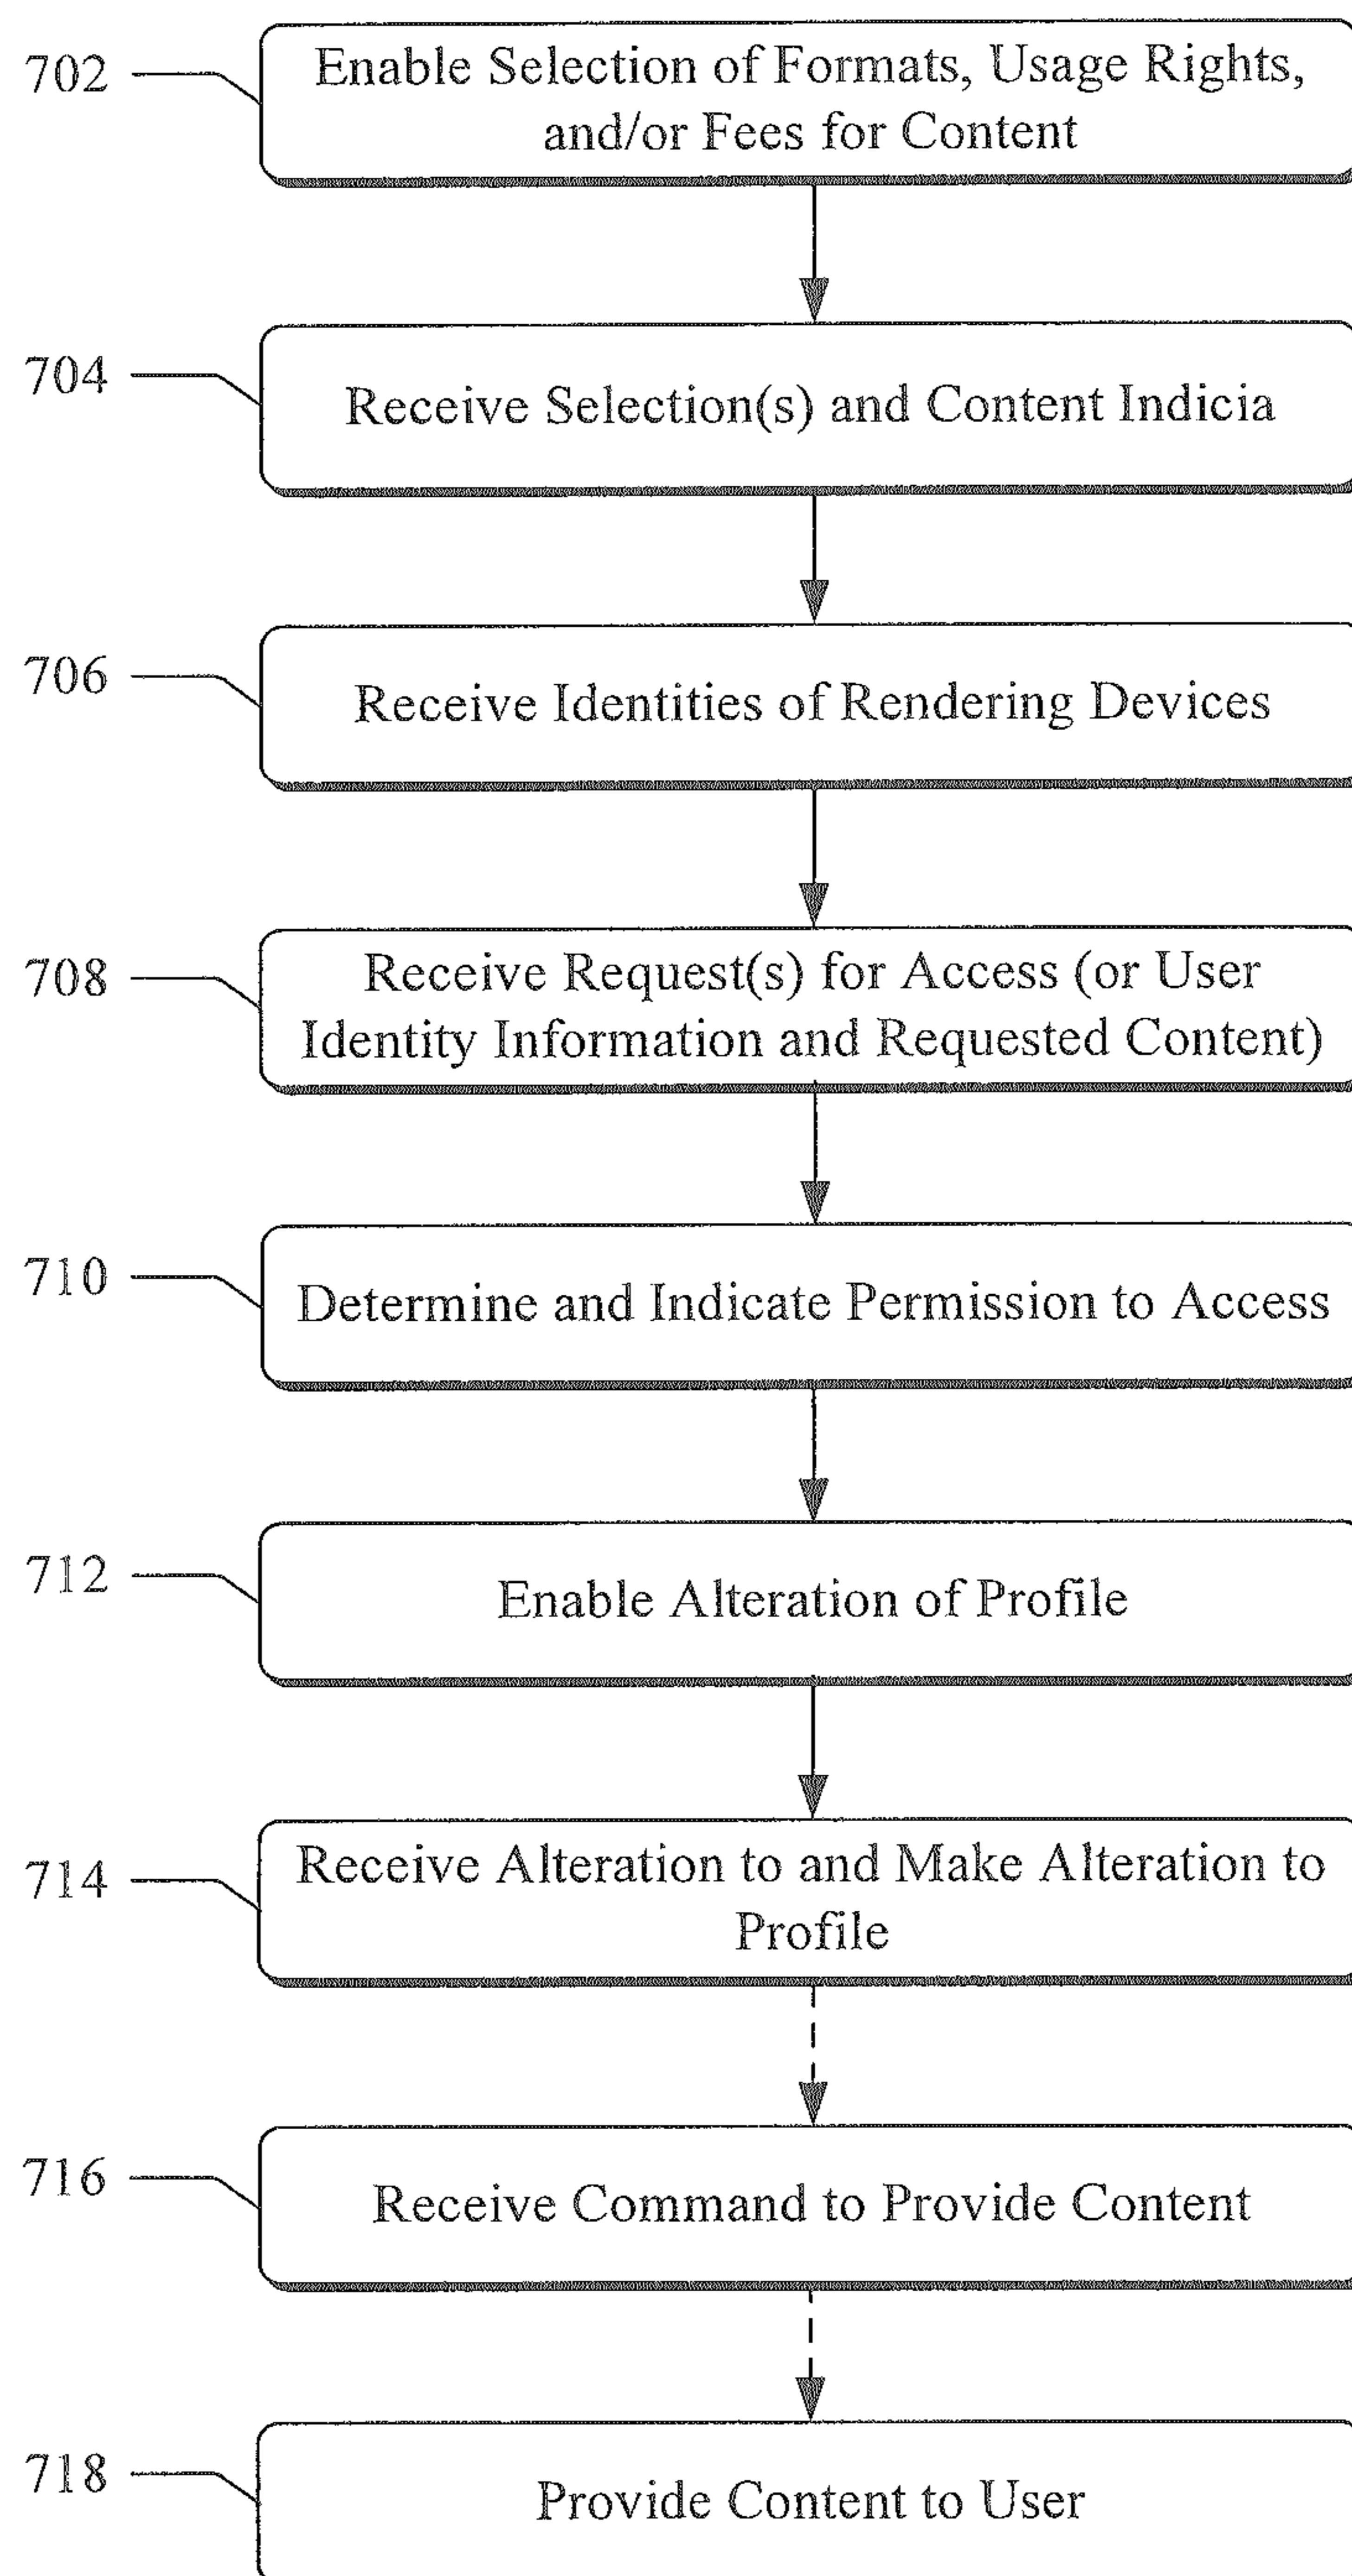 702
Enable Selection of Formats, Usage Rights,
and/or Fees for Content
704
Receive Selection(s) and Content Indicia
706
Receive Identities of Rendering Devices
708
Receive Request(s) for Access (or User
Identity Information and Requested Content)
710
Determine and Indicate Permission to Access
712
Enable Alteration of Profile
714
Receive Alteration to and Make Alteration to
Profile
716
Receive Command to Provide Content
718
Provide Content to User